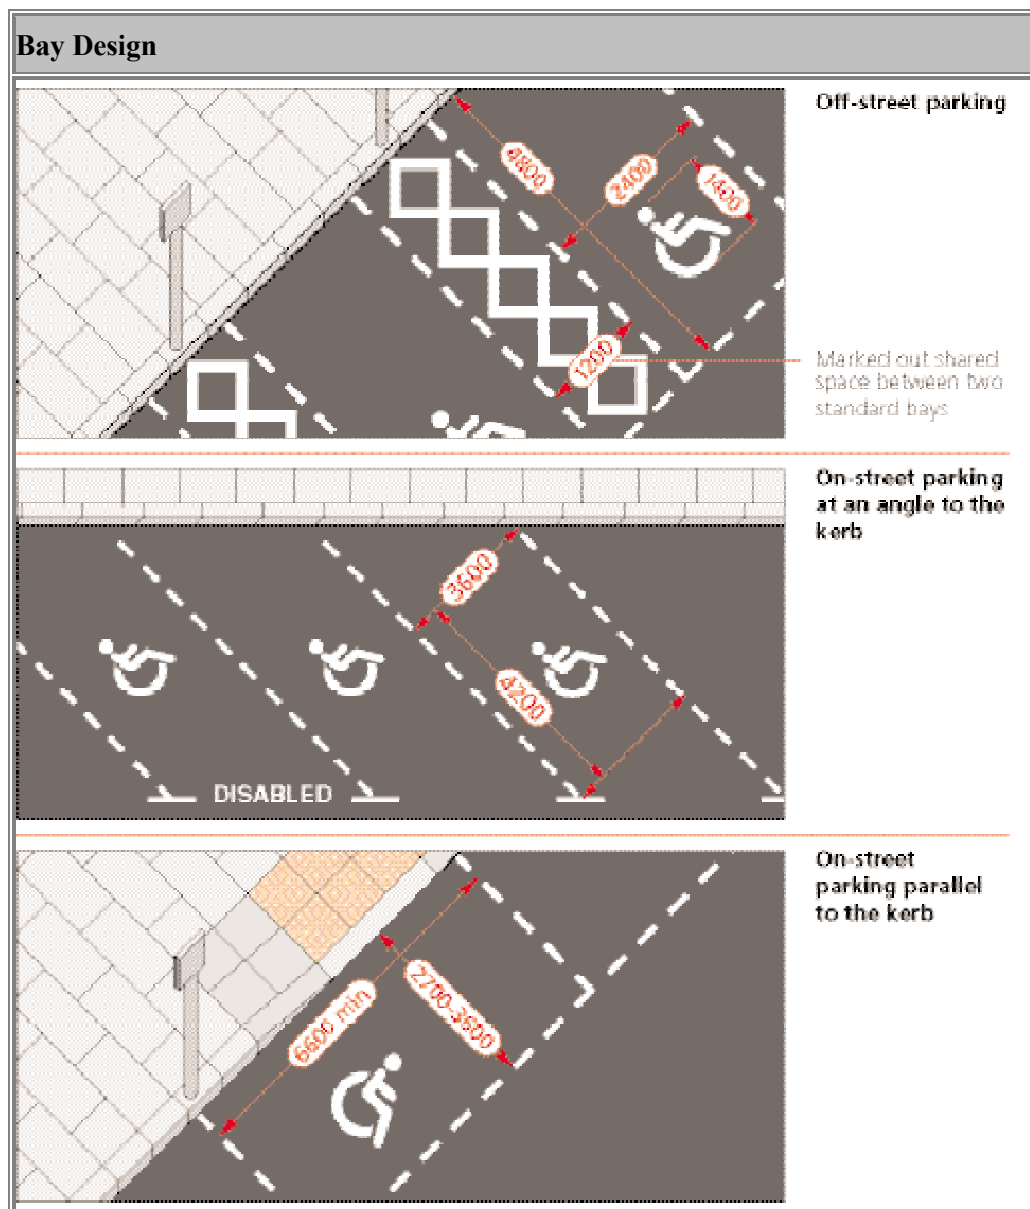 Bay Design
Off-street parking
4800
2400
1400
1200
Marked out shared
space between two
standard bays
On-street parking
at an angle to the
kerb
3600
4200
DISABLED
On-street
parking parallel
to the kerb
6600 min
2700-3600